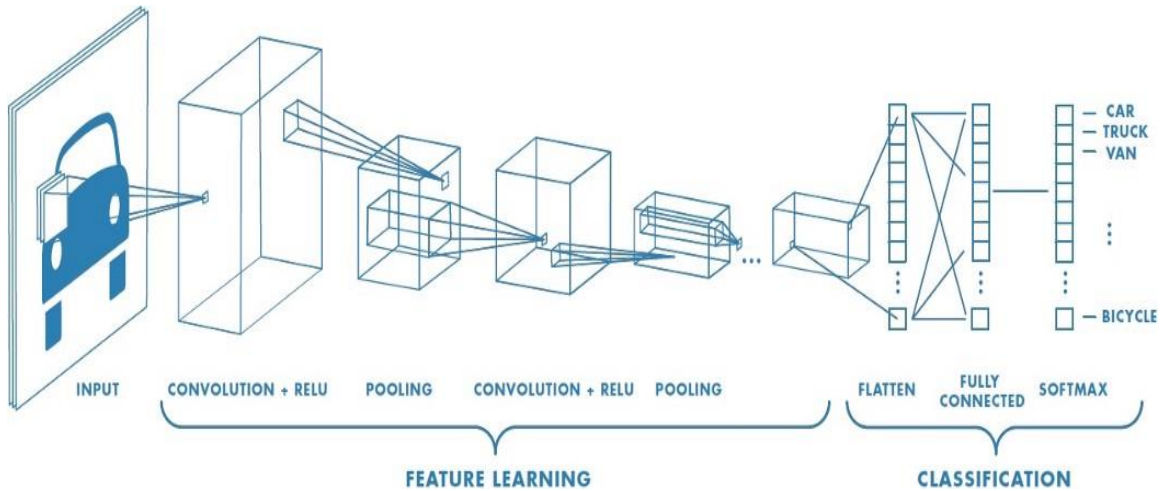 CAR
TRUCK
VAN
BICYCLE
INPUT
CONVOLUTION + RELU
POOLING
CONVOLUTION + RELU
POOLING
FLATTEN
FULLY
CONNECTED
SOFTMAX
FEATURE LEARNING
CLASSIFICATION